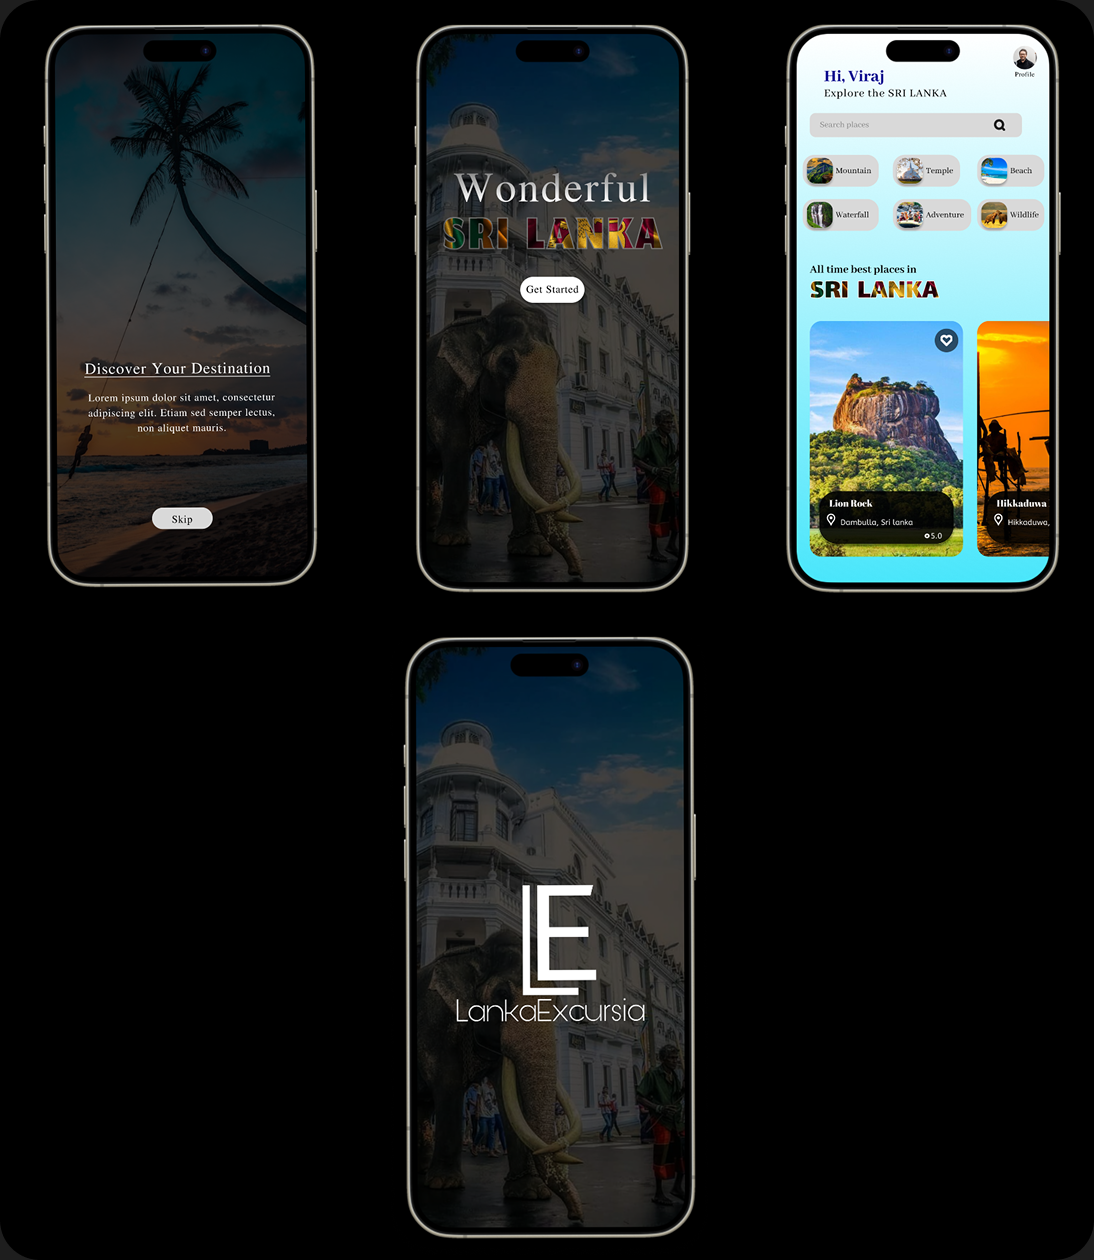 Discover Your Destination
Lorem ipsum dolor sit amet, consectetur
adipiscing elit. Etiam sed semper lectus,
non aliquet mauris.
Skip
Wonderful
SRI LANKA
Get Started
Profile
Hi, Viraj
Explore the SRI LANKA
Search places
Mountain
Temple
Beach
Waterfall
Adventure
Wildlife
All time best places in
SRI LANKA
Lion Rock
Dambulla, Sri lanka
5.0
Hikkaduwa
Hikkaduwa,
LE
LankaExcursia